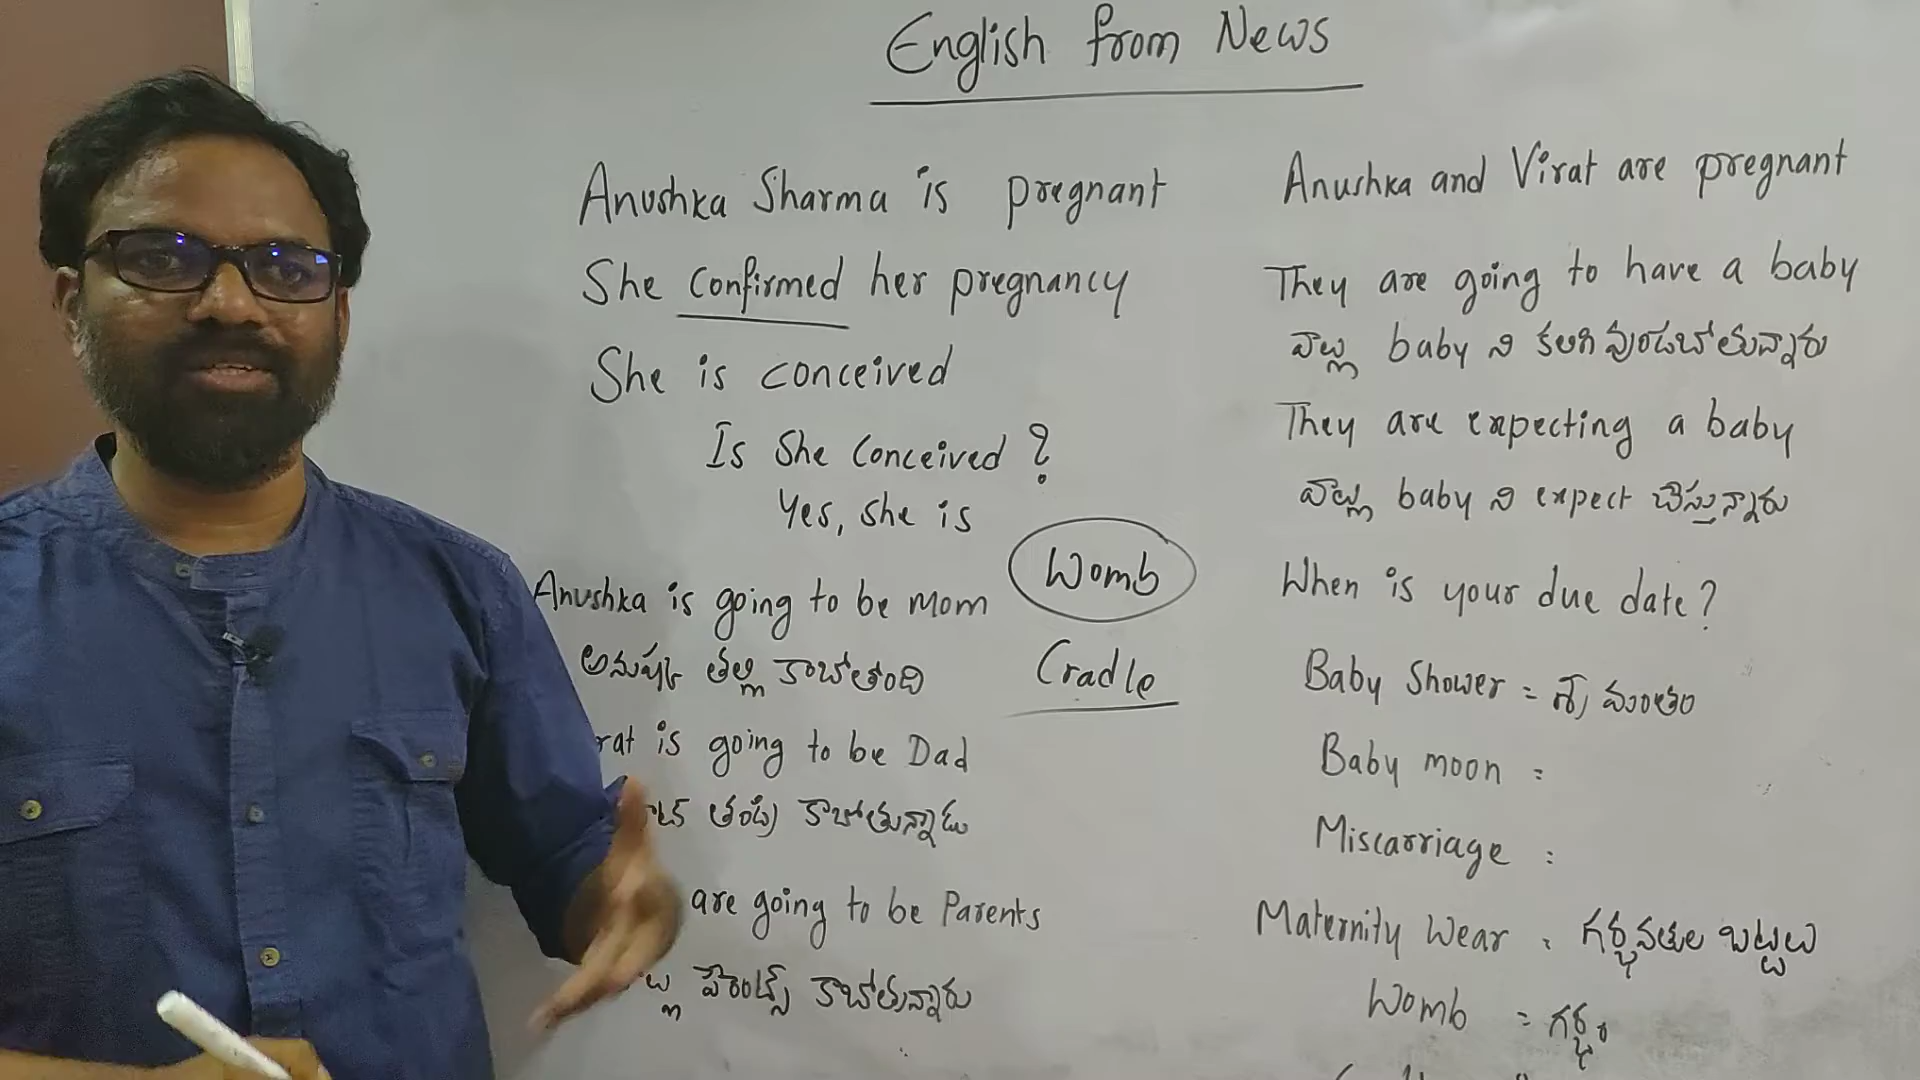 English from News
Anushka Sharma is pregnant
She confirmed her pregnancy
She is conceived
Is She Conceived ?
Yes, she is
Anushka is going to be mom
అనుష్క తల్లి కాబోతంది
rat is going to be Dad
తండ్రి కాబోతున్నాడు
are going to be Parents
పేరెంట్స్ కాబోతున్నారు
Womb
Cradle
Anushka and Virat are pregnant
They are going to have a baby
వాళ్ళు baby ని కలిగి వుండబోతున్నారు
They are expecting a baby
వాళ్ళు baby ని expect చేస్తున్నారు
When is your due date?
Baby Shower = శ్రీమంతం
Baby moon =
Miscarriage :
Maternity Wear = గర్భవతుల బట్టలు
Womb = గర్భం